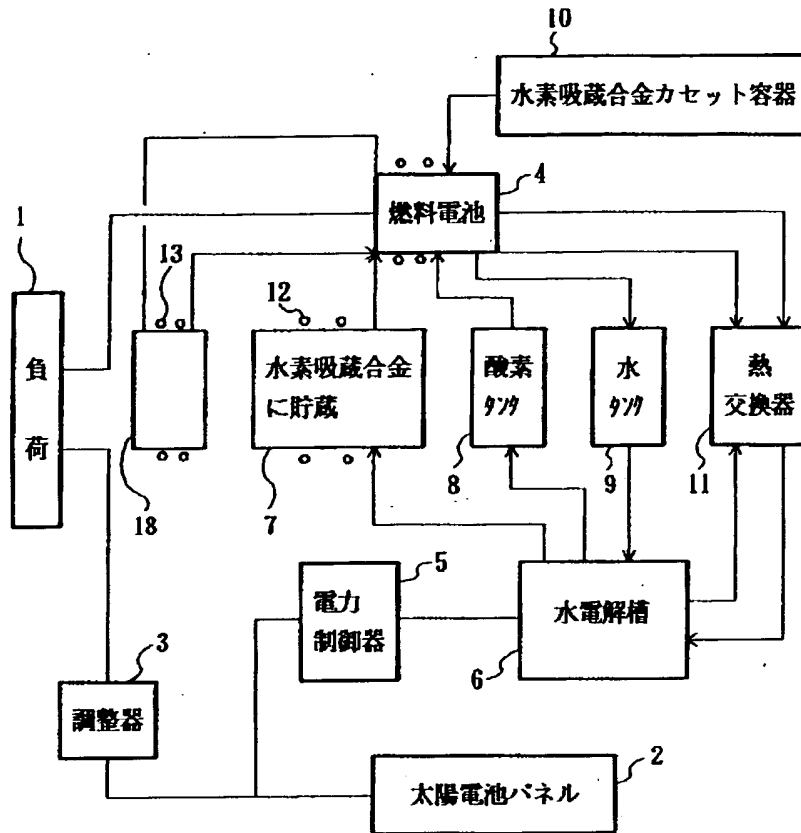 10
水素吸蔵合金カセット容器
4
燃料電池
1
負
荷
13
18
12
水素吸蔵合金
に貯蔵
7
酸素
タンク
8
水
タンク
9
熱
交換器
11
5
電力
制御器
水電解槽
6
3
調整器
2
太陽電池パネル